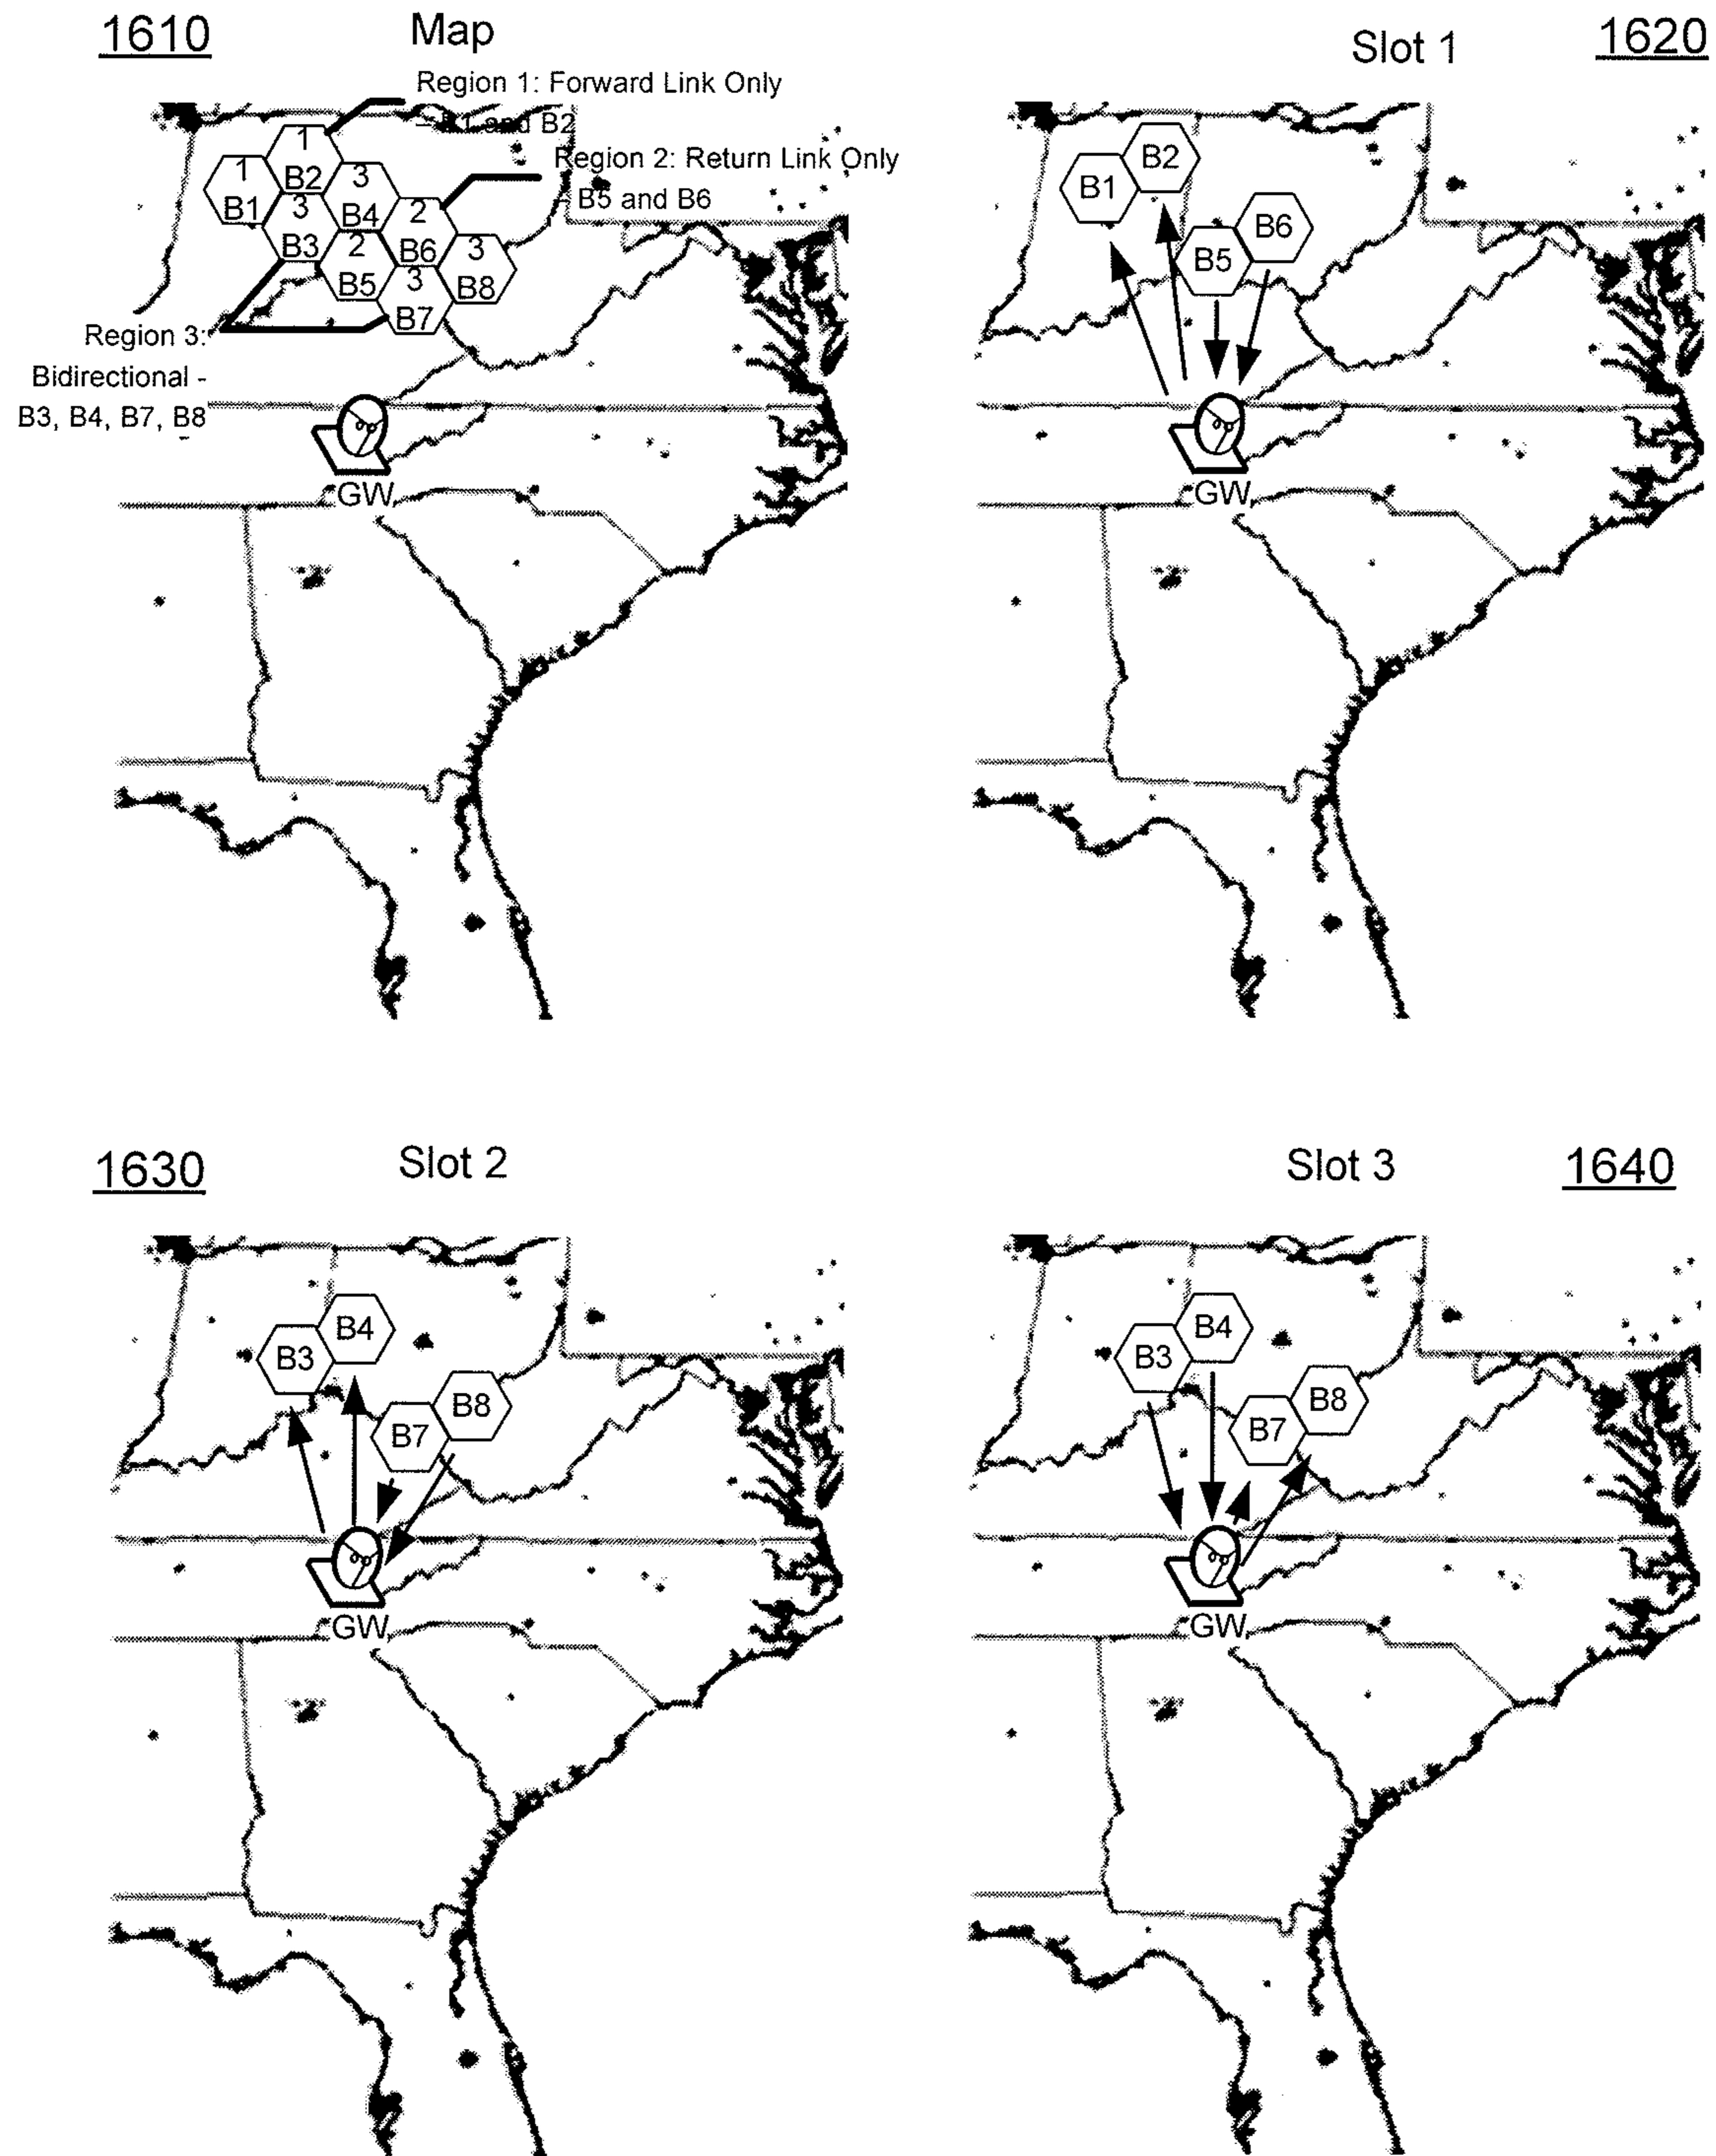 1610
Map
Region 1: Forward Link Only
– B1 and B2
Region 2: Return Link Only
- B5 and B6
1
B2
1
B1
3
B4
3
B3
2
B6
2
B5
3
B8
3
B7
Region 3:
Bidirectional -
B3, B4, B7, B8
GW
Slot 1
1620
B2
B1
B6
B5
GW
1630
Slot 2
B4
B3
B8
B7
GW
Slot 3
1640
B4
B3
B8
B7
GW